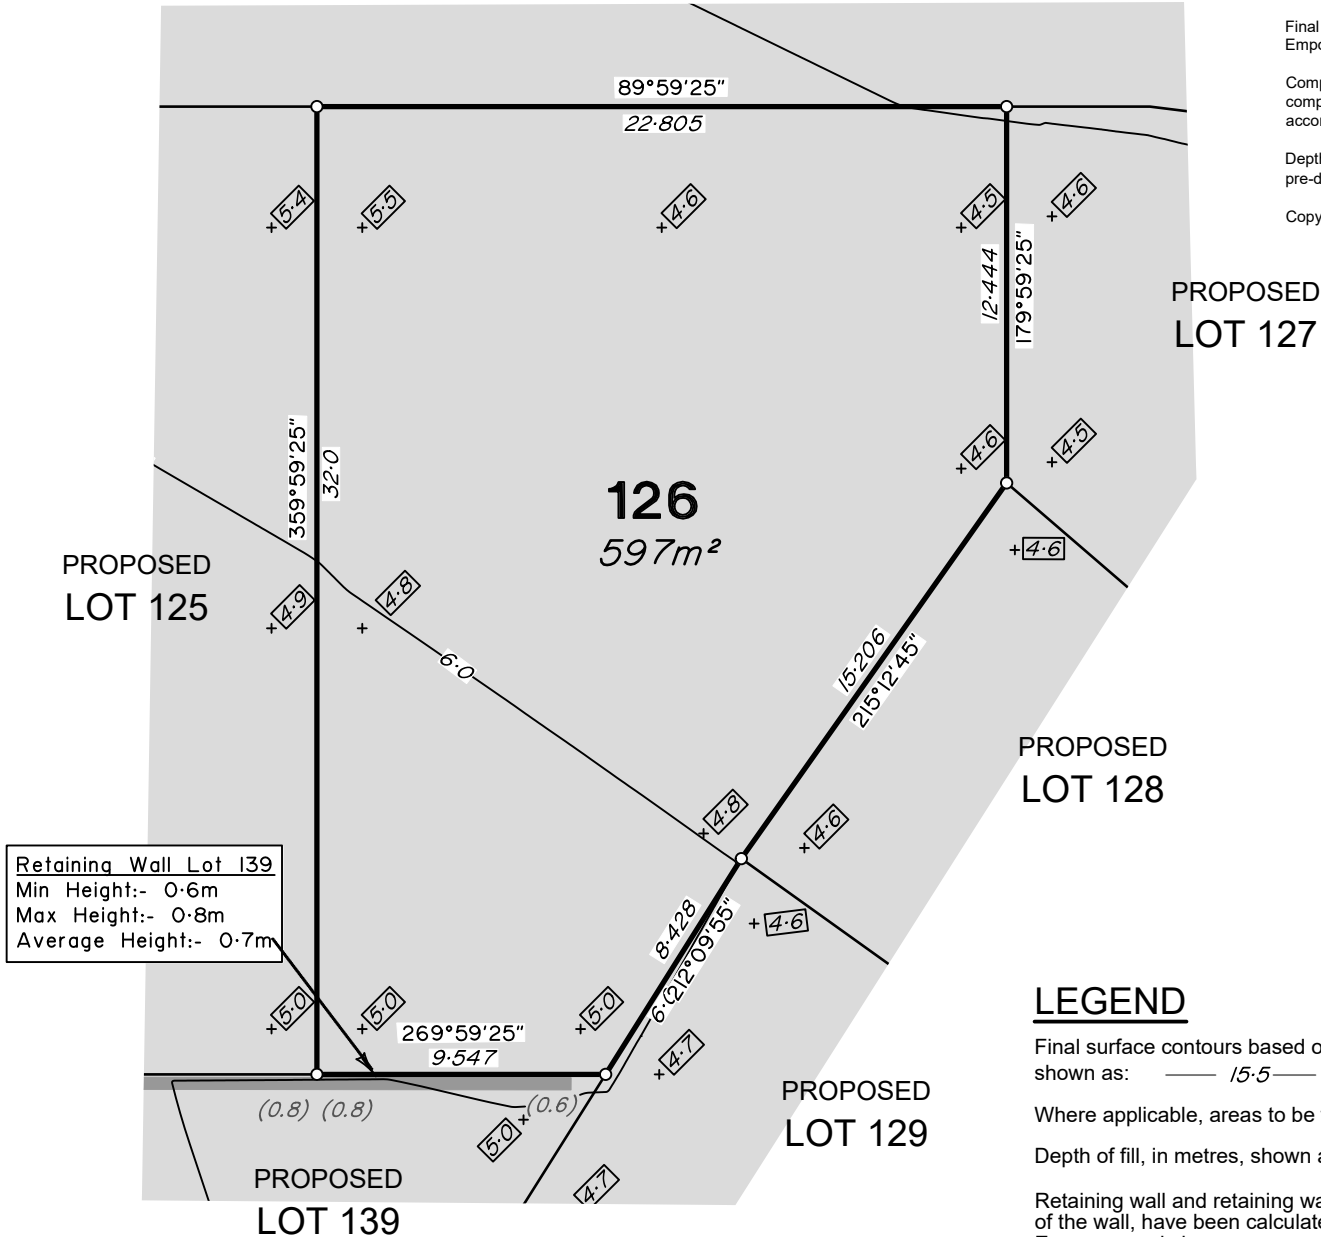 Final
Empo
Comp
comp
accor
Depth
pre-d
Copy
89°59'25"
22·805
5·4
5·5
4·6
4·5
4·6
12·444
179°59'25"
PROPOSED
LOT 127
359°59'25"
32·0
4·6
4·5
126
597m²
4·6
PROPOSED
LOT 125
4·9
4·8
6·0
15·206
215°12'45"
PROPOSED
LOT 128
4·8
4·6
Retaining Wall Lot 139
Min Height:- 0·6m
Max Height:- 0·8m
Average Height:- 0·7m
8·428
212°09'55"
4·6
6·0
5·0
5·0
5·0
269°59'25"
9·547
4·7
(0.8) (0.8)
(0.6)
5·0
4·7
PROPOSED
LOT 129
PROPOSED
LOT 139
LEGEND
Final surface contours based o
shown as: 15·5
Where applicable, areas to be
Depth of fill, in metres, shown a
Retaining wall and retaining wa
of the wall, have been calculate